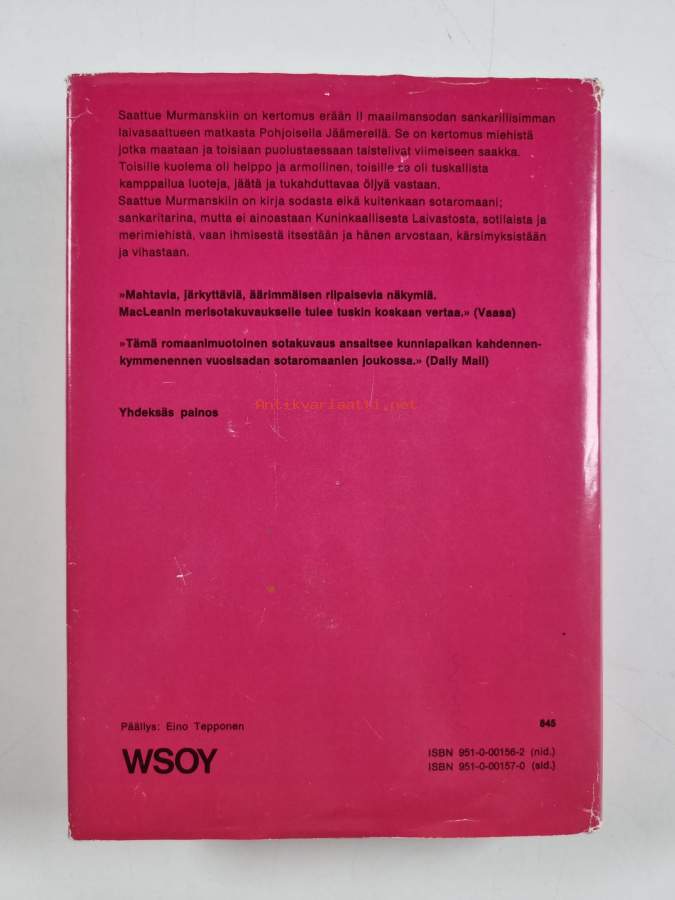 Saattue Murmanskiin on kertomus erään II maailmansodan sankarillisimman
laivasaattueen matkasta Pohjoisella Jäämerellä. Se on kertomus miehistä
jotka maataan ja toisiaan puolustaessaan taistelivat viimeiseen saakka.
Toisille kuolema oli helppo ja armollinen, toisille se oli tuskallista
kamppailua luoteja, jäätä ja tukahduttavaa öljyä vastaan.
Saattue Murmanskiin on kirja sodasta eikä kuitenkaan sotaromaani;
sankaritarina, mutta ei ainoastaan Kuninkaallisesta Laivastosta, sotilaista ja
merimiehistä, vaan ihmisestä itsestään ja hänen arvostaan, kärsimyksistään
ja vihastaan.
»Mahtavia, järkyttäviä, äärimmäisen riipaisevia näkymiä.
MacLeanin merisotakuvaukselle tulee tuskin koskaan vertaa.» (Vaasa)
»Tämä romaanimuotoinen sotakuvaus ansaitsee kunniapaikan kahdennen-
kymmenennen vuosisadan sotaromaanien joukossa.» (Daily Mail)
Antikvariaatit.net
Yhdeksäs painos
Päällys: Eino Tepponen
845
WSOY
ISBN 951-0-00156-2 (nid.)
ISBN 951-0-00157-0 (sid.)